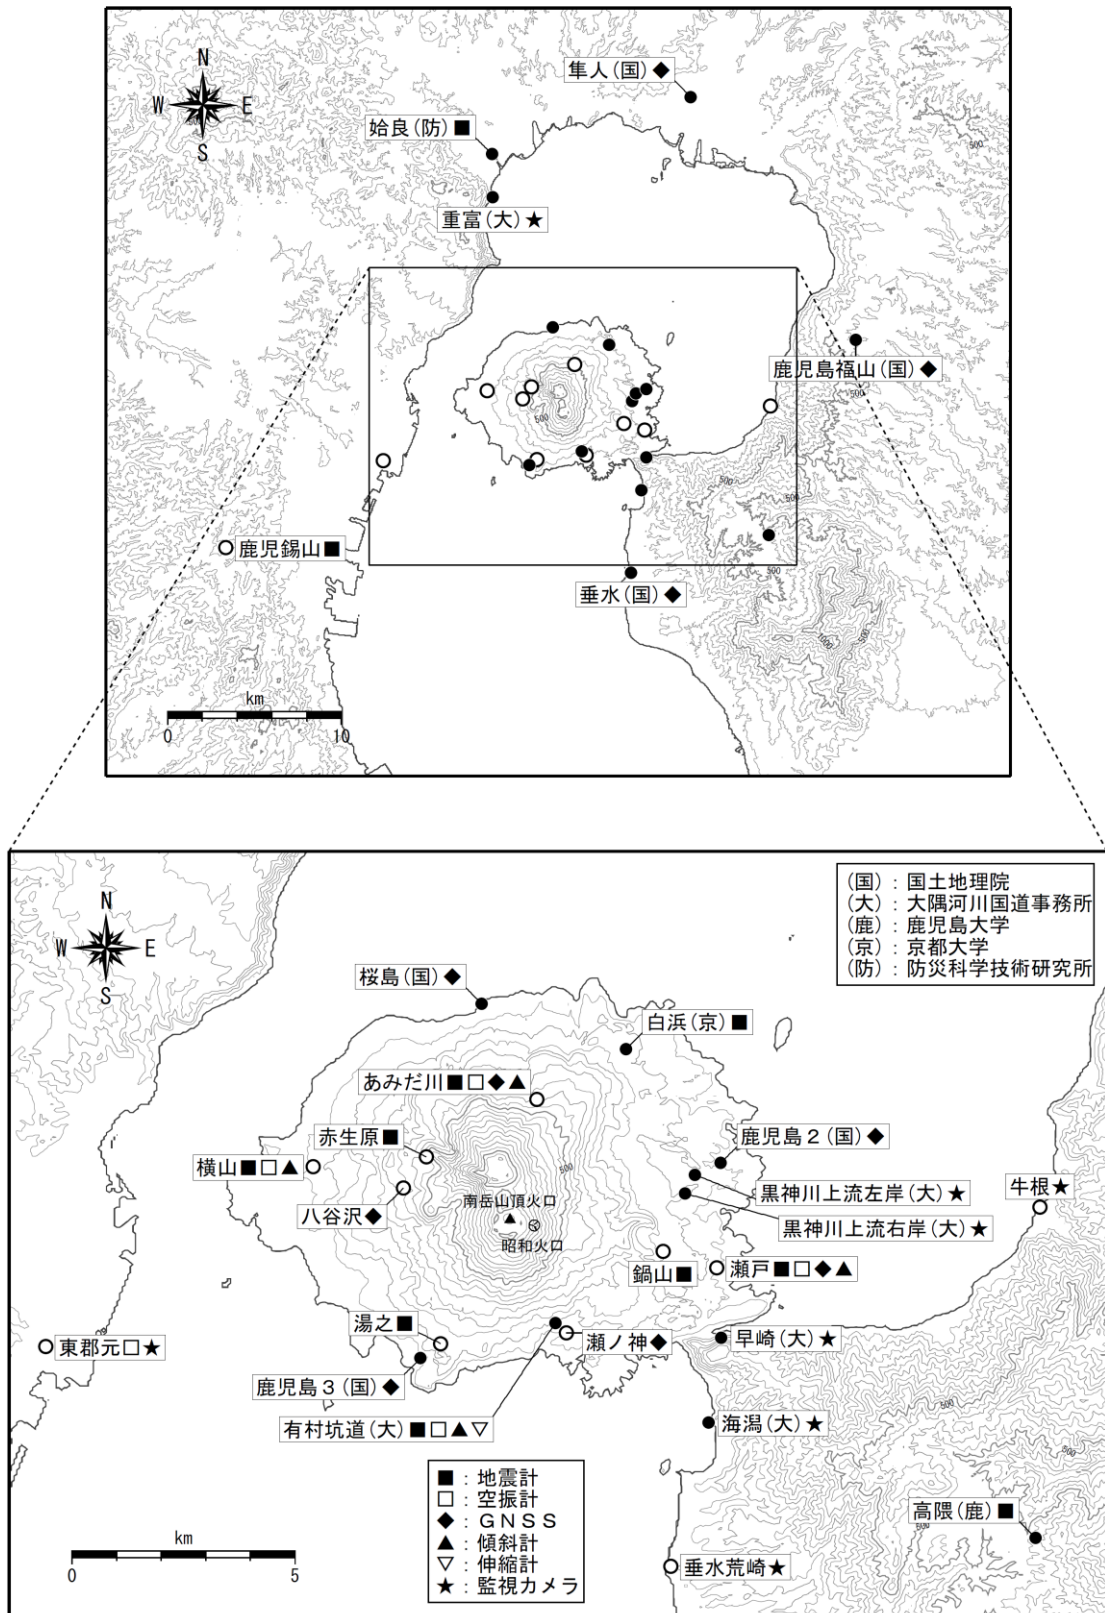 N
W E
S
隼人(国)◆
姶良(防)■
重富(大)★
500
鹿児島福山(国)◆
500
500
500
500
鹿児錫山■
500
垂水(国)◆
1000
500
km
0 10
(国)：国土地理院
(大)：大隅河川国道事務所
(鹿)：鹿児島大学
(京)：京都大学
(防)：防災科学技術研究所
N
W E
S
桜島(国)◆
白浜(京)■
あみだ川■□◆▲
赤生原■
鹿児島２(国)◆
横山■□▲
500
黒神川上流左岸(大)★
牛根★
八谷沢◆
南岳山頂火口
黒神川上流右岸(大)★
昭和火口
鍋山■
瀬戸■□◆▲
湯之■
瀬ノ神◆
早崎(大)★
東郡元□★
鹿児島３(国)◆
500
有村坑道(大)■□▲▽
海潟(大)★
500
■：地震計
□：空振計
◆：ＧＮＳＳ
▲：傾斜計
▽：伸縮計
★：監視カメラ
高隈(鹿)■
500
km
0 5
垂水荒崎★